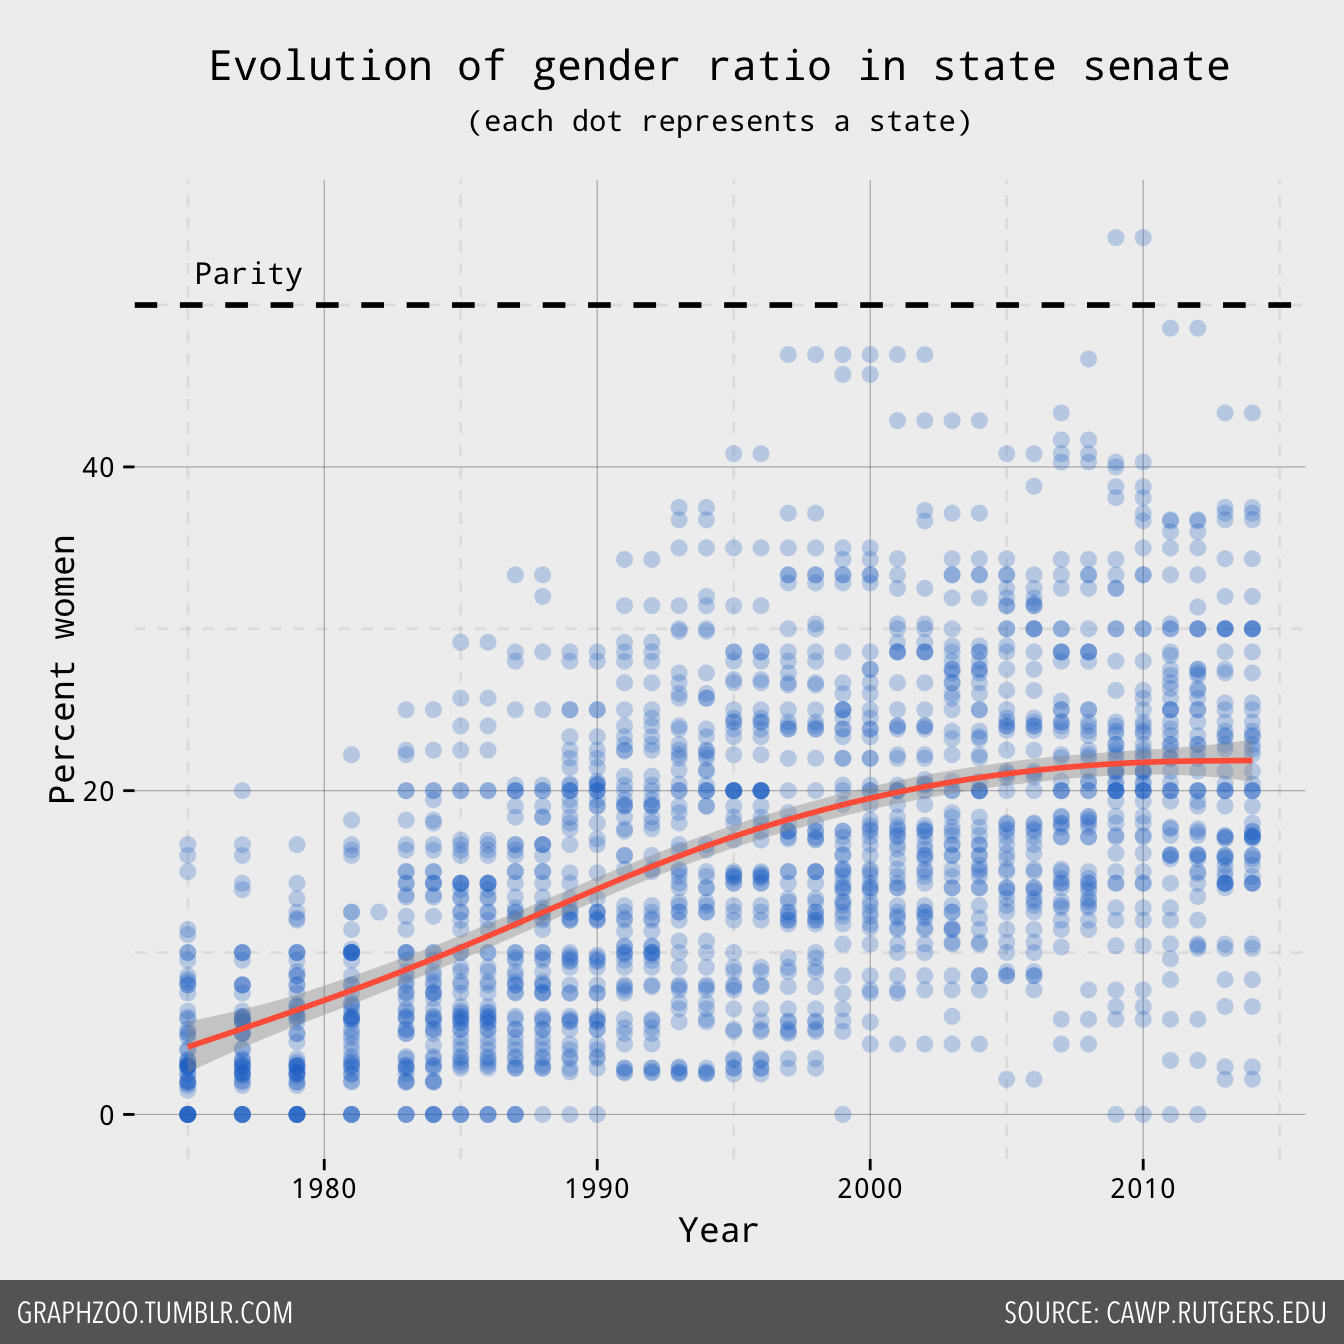 Evolution of gender ratio in state senate
(each dot represents a state)
Parity
40
20
0
Percent women
1980 1990 2000 2010
Year
GRAPHZOO.TUMBLR.COM SOURCE: CAWP.RUTGERS.EDU